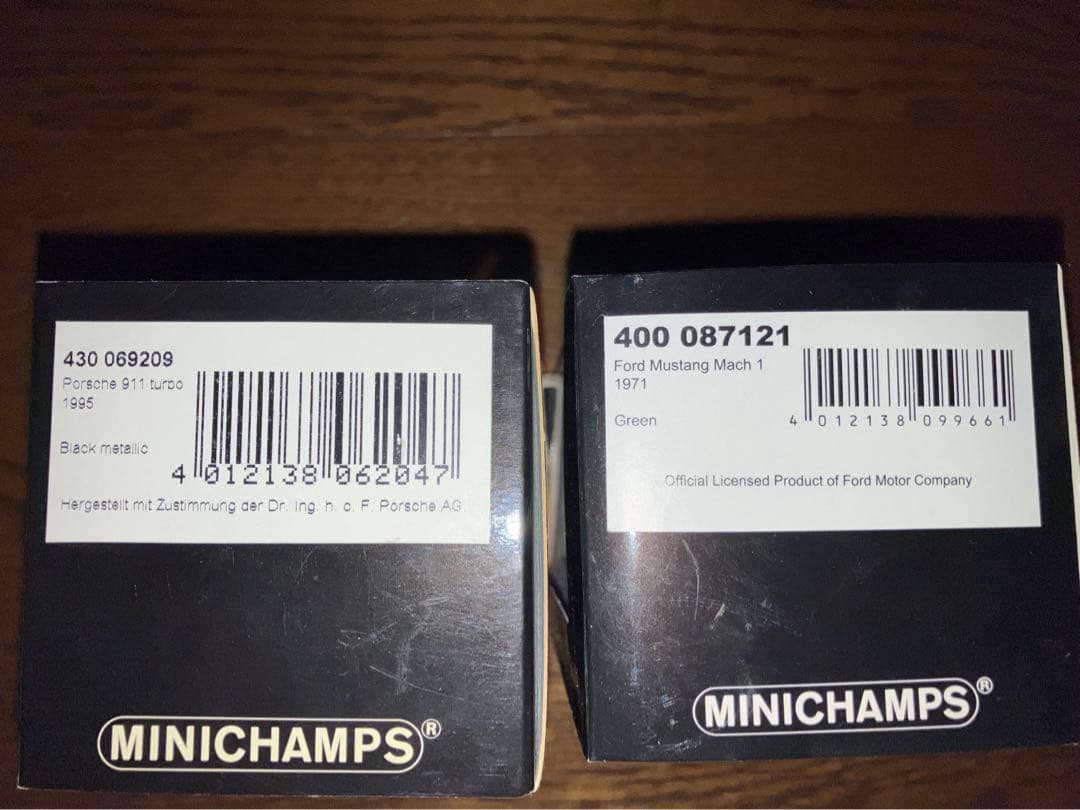 430 069209
Porsche 911 turbo
1995
Black metallic
4 012138 062047
Hergestellt mit Zustimmung der Dr. Ing. h. c. F. Porsche AG
MINICHAMPS®
400 087121
Ford Mustang Mach 1
1971
Green
4 012138 099661
Official Licensed Product of Ford Motor Company
MINICHAMPS®